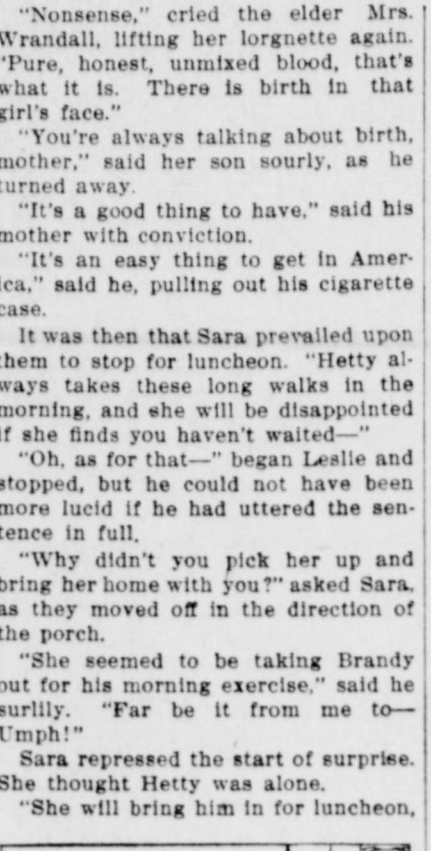 "Nonsense," cried the elder Mrs.
Wrandall, lifting her lorgnette again.
"Pure, honest, unmixed blood, that's
what it is. There is birth in that
girl's face."
"You're always talking about birth,
mother," said her son sourly, as he
turned away.
"It's a good thing to have," said his
mother with conviction.
"It's an easy thing to get in Amer-
ica," said he, pulling out his cigarette
case.
It was then that Sara prevailed upon
them to stop for luncheon. "Hetty al-
ways takes these long walks in the
morning, and she will be disappointed
if she finds you haven't waited—"
"Oh, as for that—" began Leslie and
stopped, but he could not have been
more lucid if he had uttered the sen-
tence in full.
"Why didn't you pick her up and
bring her home with you?" asked Sara,
as they moved off in the direction of
the porch.
"She seemed to be taking Brandy
out for his morning exercise," said he
surlily. "Far be it from me to—
Umph!"
Sara repressed the start of surprise.
She thought Hetty was alone.
"She will bring him in for luncheon,